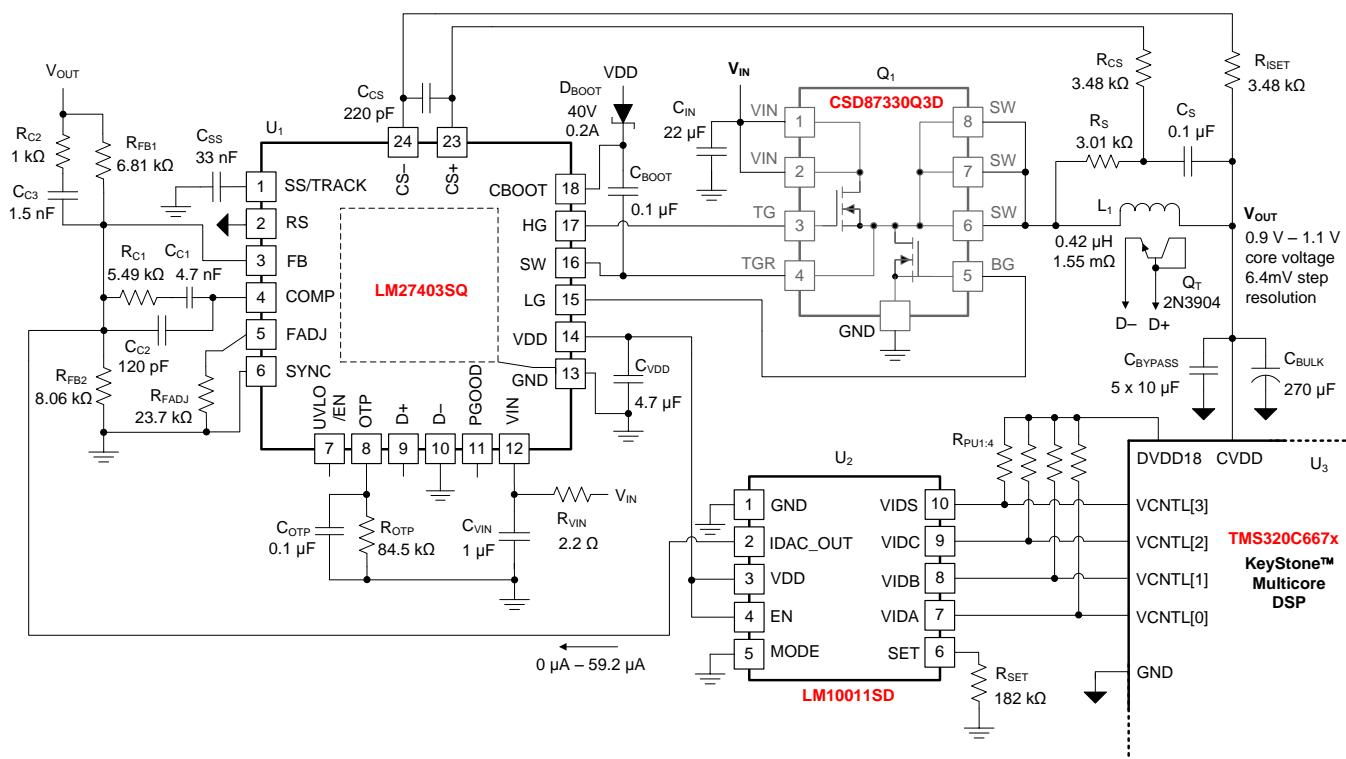 VOUT
RC2
1 kΩ
CC3
1.5 nF
RFB1
6.81 kΩ
CSS
33 nF
RC1
5.49 kΩ
CC1
4.7 nF
CC2
120 pF
RFB2
8.06 kΩ
RFADJ
23.7 kΩ
CCS
220 pF
U1
24
23
CS–
CS+
1
SS/TRACK
2
RS
3
FB
4
COMP
5
FADJ
6
SYNC
LM27403SQ
CBOOT
18
HG
17
SW
16
LG
15
VDD
14
GND
13
UVLO
/EN
OTP
D+
D–
PGOOD
VIN
7
8
9
10
11
12
COTP
0.1 µF
ROTP
84.5 kΩ
CVIN
1 µF
RVIN
2.2 Ω
VIN
VDD
DBOOT
40V
0.2A
CBOOT
0.1 µF
CVDD
4.7 µF
VIN
CIN
22 µF
Q1
CSD87330Q3D
VIN
1
VIN
2
TG
3
TGR
4
8
SW
7
SW
6
SW
5
BG
GND
RCS
3.48 kΩ
RISET
3.48 kΩ
RS
3.01 kΩ
CS
0.1 µF
L1
0.42 µH
1.55 mΩ
VOUT
0.9 V – 1.1 V
core voltage
6.4mV step
resolution
QT
2N3904
D–
D+
CBYPASS
5 x 10 µF
CBULK
270 µF
RPU1:4
U2
1
GND
2
IDAC_OUT
3
VDD
4
EN
5
MODE
VIDS
10
VIDC
9
VIDB
8
VIDA
7
SET
6
LM10011SD
0 µA – 59.2 µA
RSET
182 kΩ
DVDD18
CVDD
U3
VCNTL[3]
VCNTL[2]
VCNTL[1]
VCNTL[0]
GND
TMS320C667x
KeyStone™
Multicore
DSP